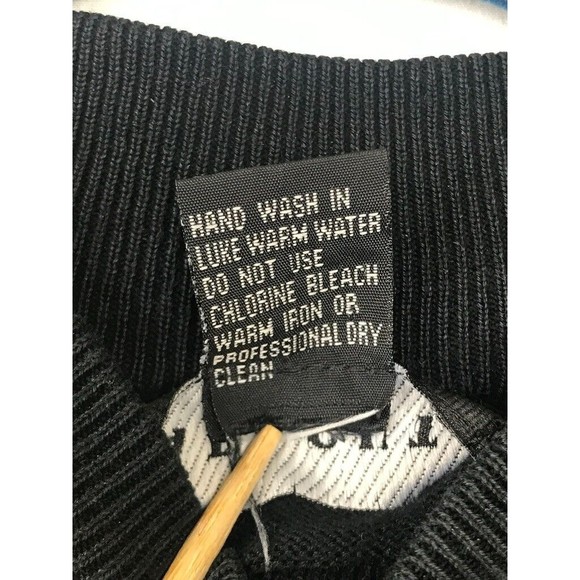 HAND WASH IN
LUKE WARM WATER
DO NOT USE
CHLORINE BLEACH
WARM IRON OR
PROFESSIONAL DRY
CLEAN